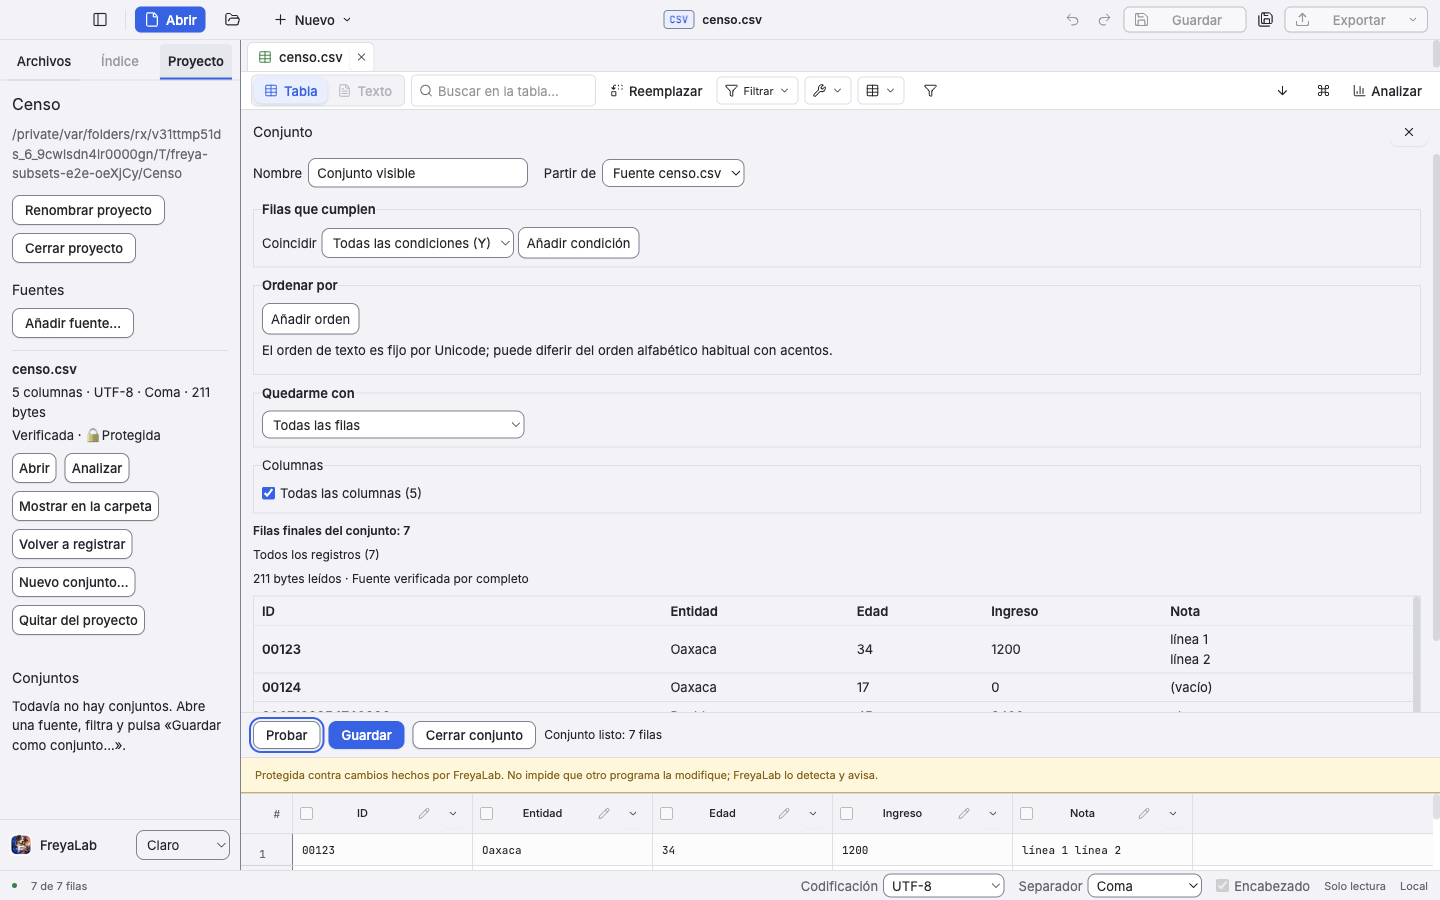 Abrir
Nuevo
CSV censo.csv
Guardar
Exportar
Archivos Índice Proyecto
Censo
/private/var/folders/rx/v31ttmp51d
s_6_9cwlsdn4lr0000gn/T/freya-
subsets-e2e-oeXjCy/Censo
Renombrar proyecto
Cerrar proyecto
Fuentes
Añadir fuente...
censo.csv
5 columnas · UTF-8 · Coma · 211
bytes
Verificada · 🔒Protegida
Abrir Analizar
Mostrar en la carpeta
Volver a registrar
Nuevo conjunto...
Quitar del proyecto
Conjuntos
Todavía no hay conjuntos. Abre
una fuente, filtra y pulsa «Guardar
como conjunto...».
FreyaLab Claro
censo.csv
Tabla Texto Buscar en la tabla... Reemplazar Filtrar Analizar
Conjunto
Nombre Conjunto visible Partir de Fuente censo.csv
Filas que cumplen
Coincidir Todas las condiciones (Y) Añadir condición
Ordenar por
Añadir orden
El orden de texto es fijo por Unicode; puede diferir del orden alfabético habitual con acentos.
Quedarme con
Todas las filas
Columnas
Todas las columnas (5)
Filas finales del conjunto: 7
Todos los registros (7)
211 bytes leídos · Fuente verificada por completo
ID Entidad Edad Ingreso Nota
00123 Oaxaca 34 1200 línea 1
línea 2
00124 Oaxaca 17 0 (vacío)
Probar Guardar Cerrar conjunto Conjunto listo: 7 filas
Protegida contra cambios hechos por FreyaLab. No impide que otro programa la modifique; FreyaLab lo detecta y avisa.
# ID Entidad Edad Ingreso Nota
1 00123 Oaxaca 34 1200 línea 1 línea 2
7 de 7 filas
Codificación UTF-8 Separador Coma Encabezado Solo lectura Local